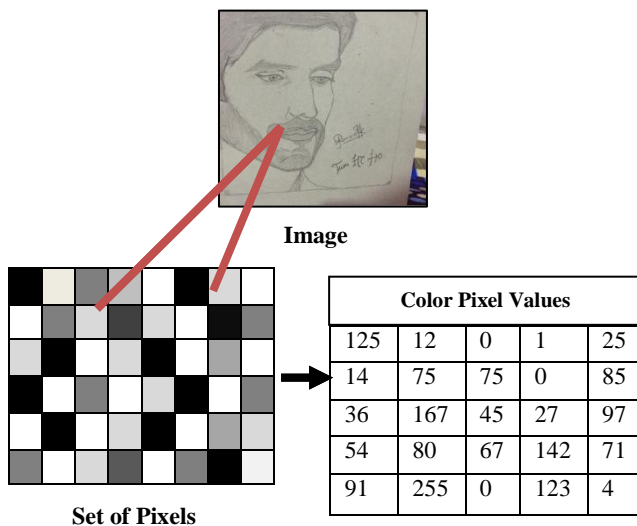 Image
Color Pixel Values
125 12 0 1 25
14 75 75 0 85
36 167 45 27 97
54 80 67 142 71
91 255 0 123 4
Set of Pixels